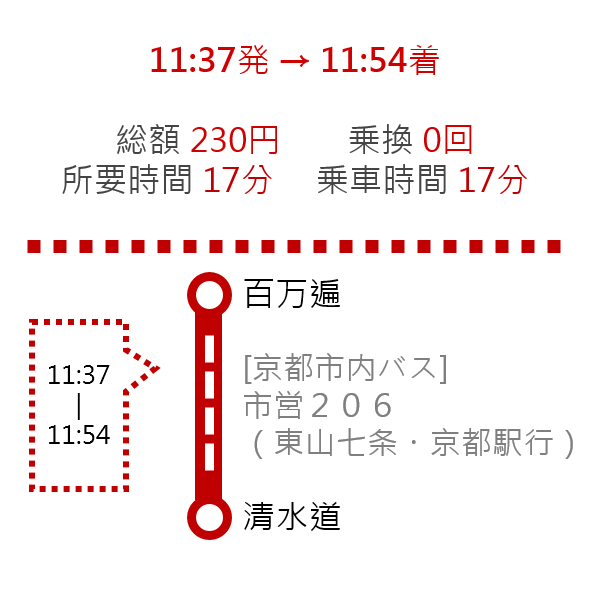 11:37発 → 11:54着
総額 230円 乗換 0回
所要時間 17分 乗車時間 17分
百万遍
11:37
|
11:54
[京都市内バス]
市営２０６
（東山七条・京都駅行）
清水道